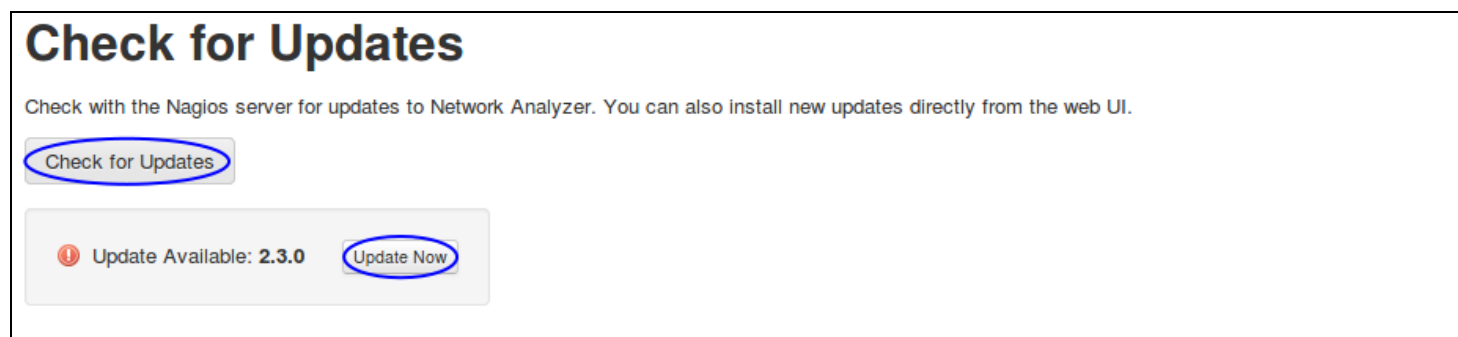 Check for Updates
Check with the Nagios server for updates to Network Analyzer. You can also install new updates directly from the web UI.
Check for Updates
Update Available: 2.3.0 Update Now